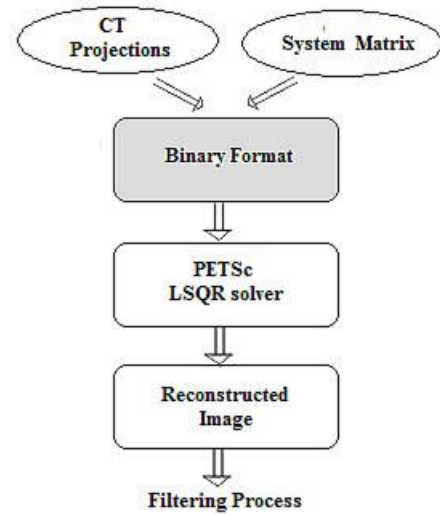 CT
Projections
System Matrix
Binary Format
PETSc
LSQR solver
Reconstructed
Image
Filtering Process